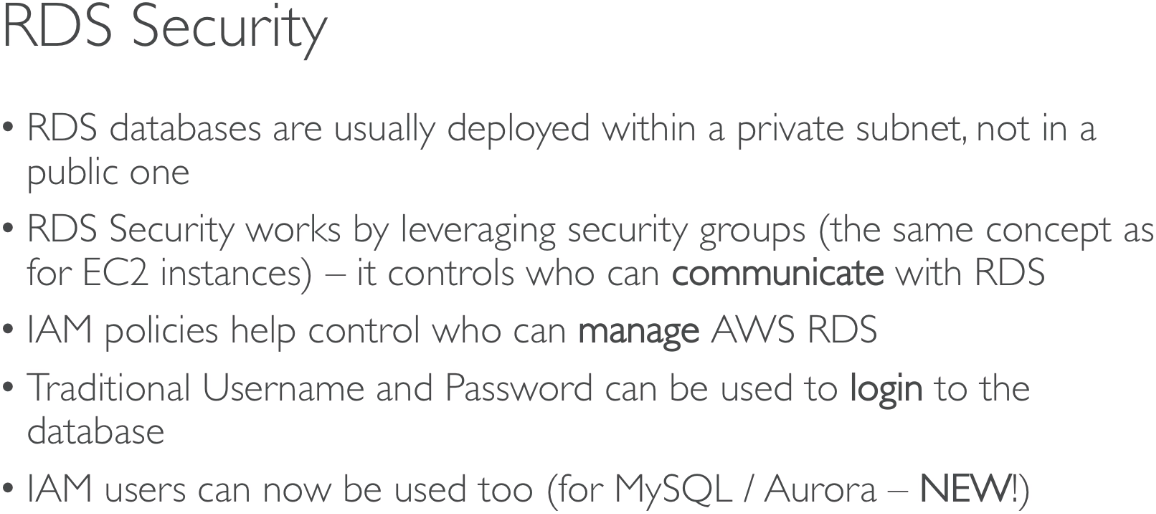 RDS Security
• RDS databases are usually deployed within a private subnet, not in a
public one
• RDS Security works by leveraging security groups (the same concept as
for EC2 instances) – it controls who can communicate with RDS
• IAM policies help control who can manage AWS RDS
• Traditional Username and Password can be used to login to the
database
• IAM users can now be used too (for MySQL / Aurora – NEW!)